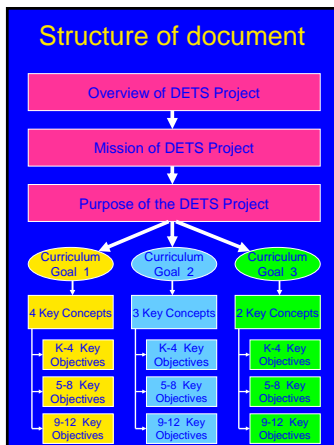 Structure of document
Overview of DETS Project
Mission of DETS Project
Purpose of the DETS Project
Curriculum
Goal 1
Curriculum
Goal 2
Curriculum
Goal 3
4 Key Concepts
3 Key Concepts
2 Key Concepts
K-4 Key
Objectives
K-4 Key
Objectives
K-4 Key
Objectives
5-8 Key
Objectives
5-8 Key
Objectives
5-8 Key
Objectives
9-12 Key
Objectives
9-12 Key
Objectives
9-12 Key
Objectives